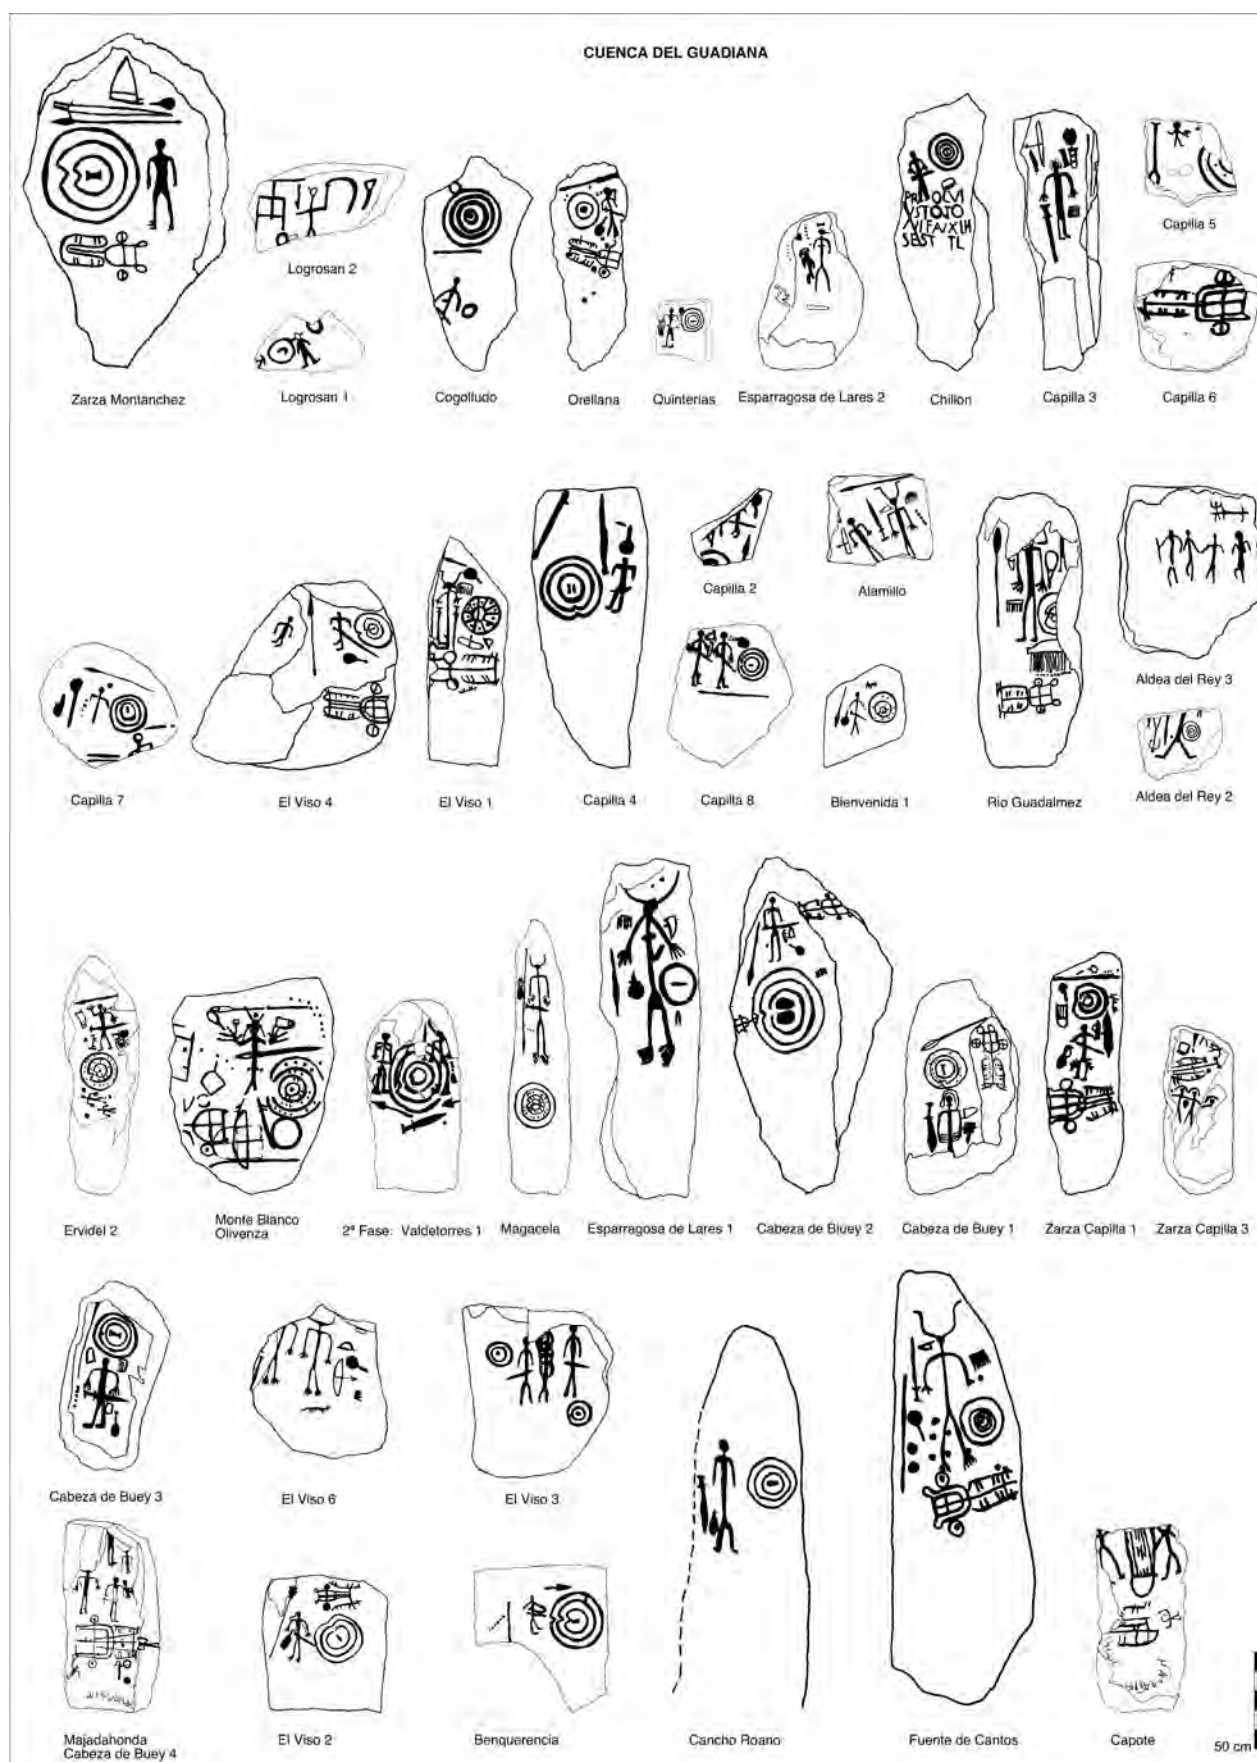 CUENCA DEL GUADIANA
Zarza Montanchez
Logrosan 2
Logrosan 1
Cogolludo
Orellana
Quinterias
Esparragosa de Lares 2
Chillon
Capilla 3
Capilla 5
Capilla 6
Capilla 7
El Viso 4
El Viso 1
Capilla 4
Capilla 2
Capilla 8
Alamillo
Bienvenida 1
Rio Guadalmez
Aldea del Rey 3
Aldea del Rey 2
Ervidel 2
Monte Blanco
Olivenza
2ª Fase: Valdetorres 1
Magacela
Esparragosa de Lares 1
Cabeza de Bluey 2
Cabeza de Buey 1
Zarza Capilla 1
Zarza Capilla 3
Cabeza de Buey 3
El Viso 6
El Viso 3
Majadahonda
Cabeza de Buey 4
El Viso 2
Benquerencia
Cancho Roano
Fuente de Cantos
Capote
50 cm